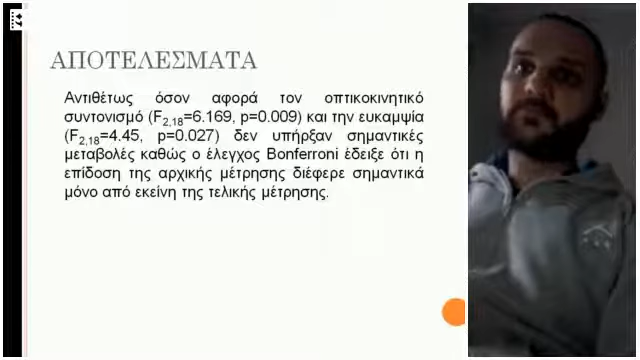 ΑΠΟΤΕΛΕΣΜΑΤΑ
Αντιθέτως όσον αφορά τον οπτικοκινητικό
συντονισμό (F2,18=6.169, p=0.009) και την ευκαμψία
(F2,18=4.45, p=0.027) δεν υπήρξαν σημαντικές
μεταβολές καθώς ο έλεγχος Bonferroni έδειξε ότι η
επίδοση της αρχικής μέτρησης διέφερε σημαντικά
μόνο από εκείνη της τελικής μέτρησης.